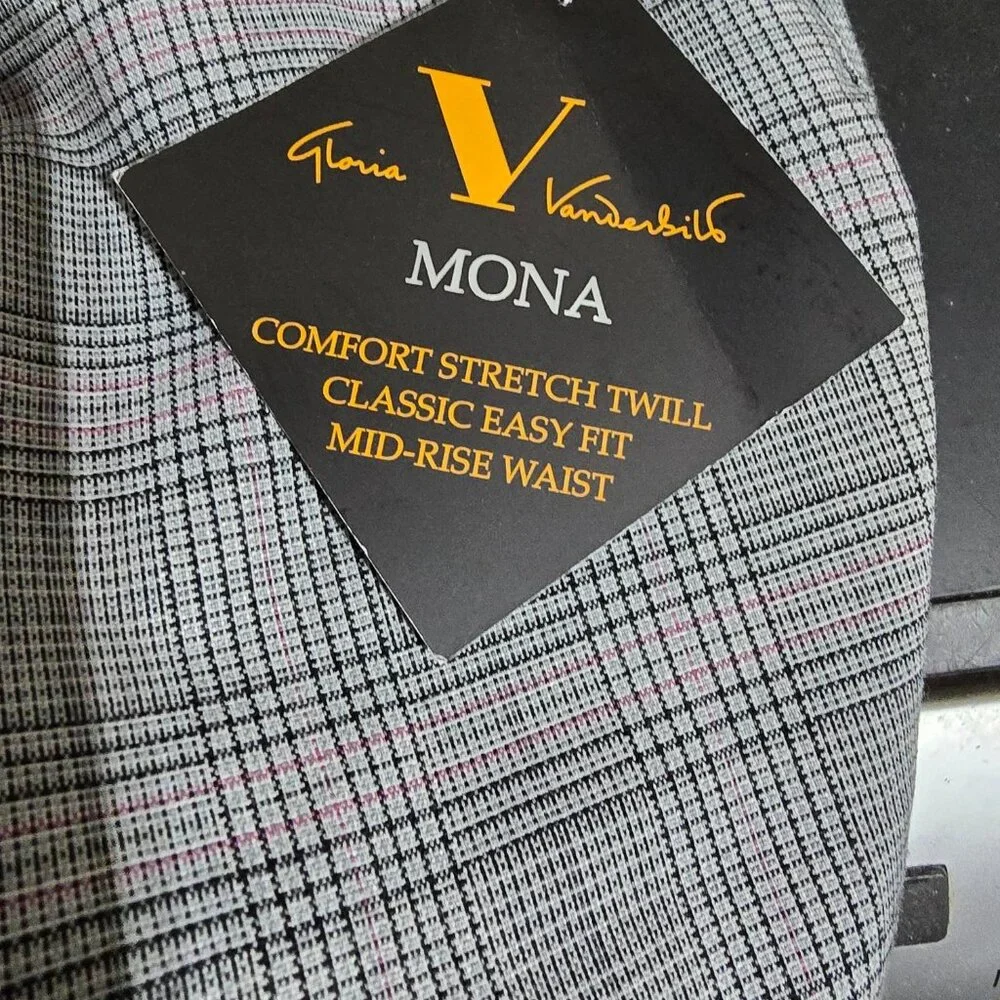 Gloria V Vanderbilt
MONA
COMFORT STRETCH TWILL
CLASSIC EASY FIT
MID-RISE WAIST